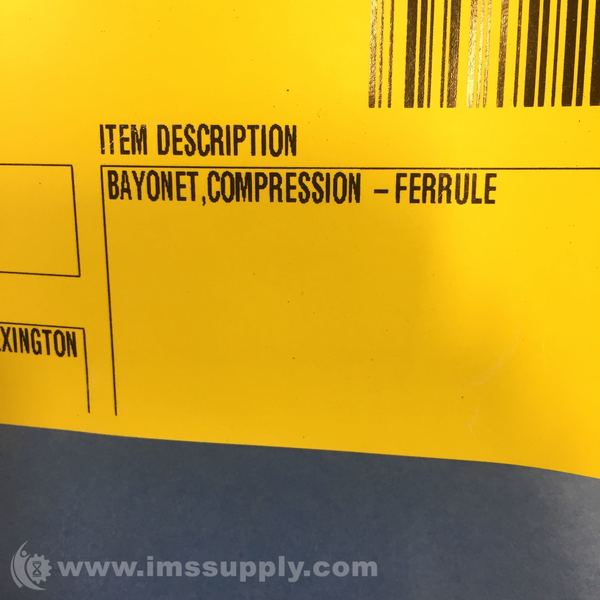 ITEM DESCRIPTION
BAYONET,COMPRESSION - FERRULE
XINGTON
www.imssupply.com